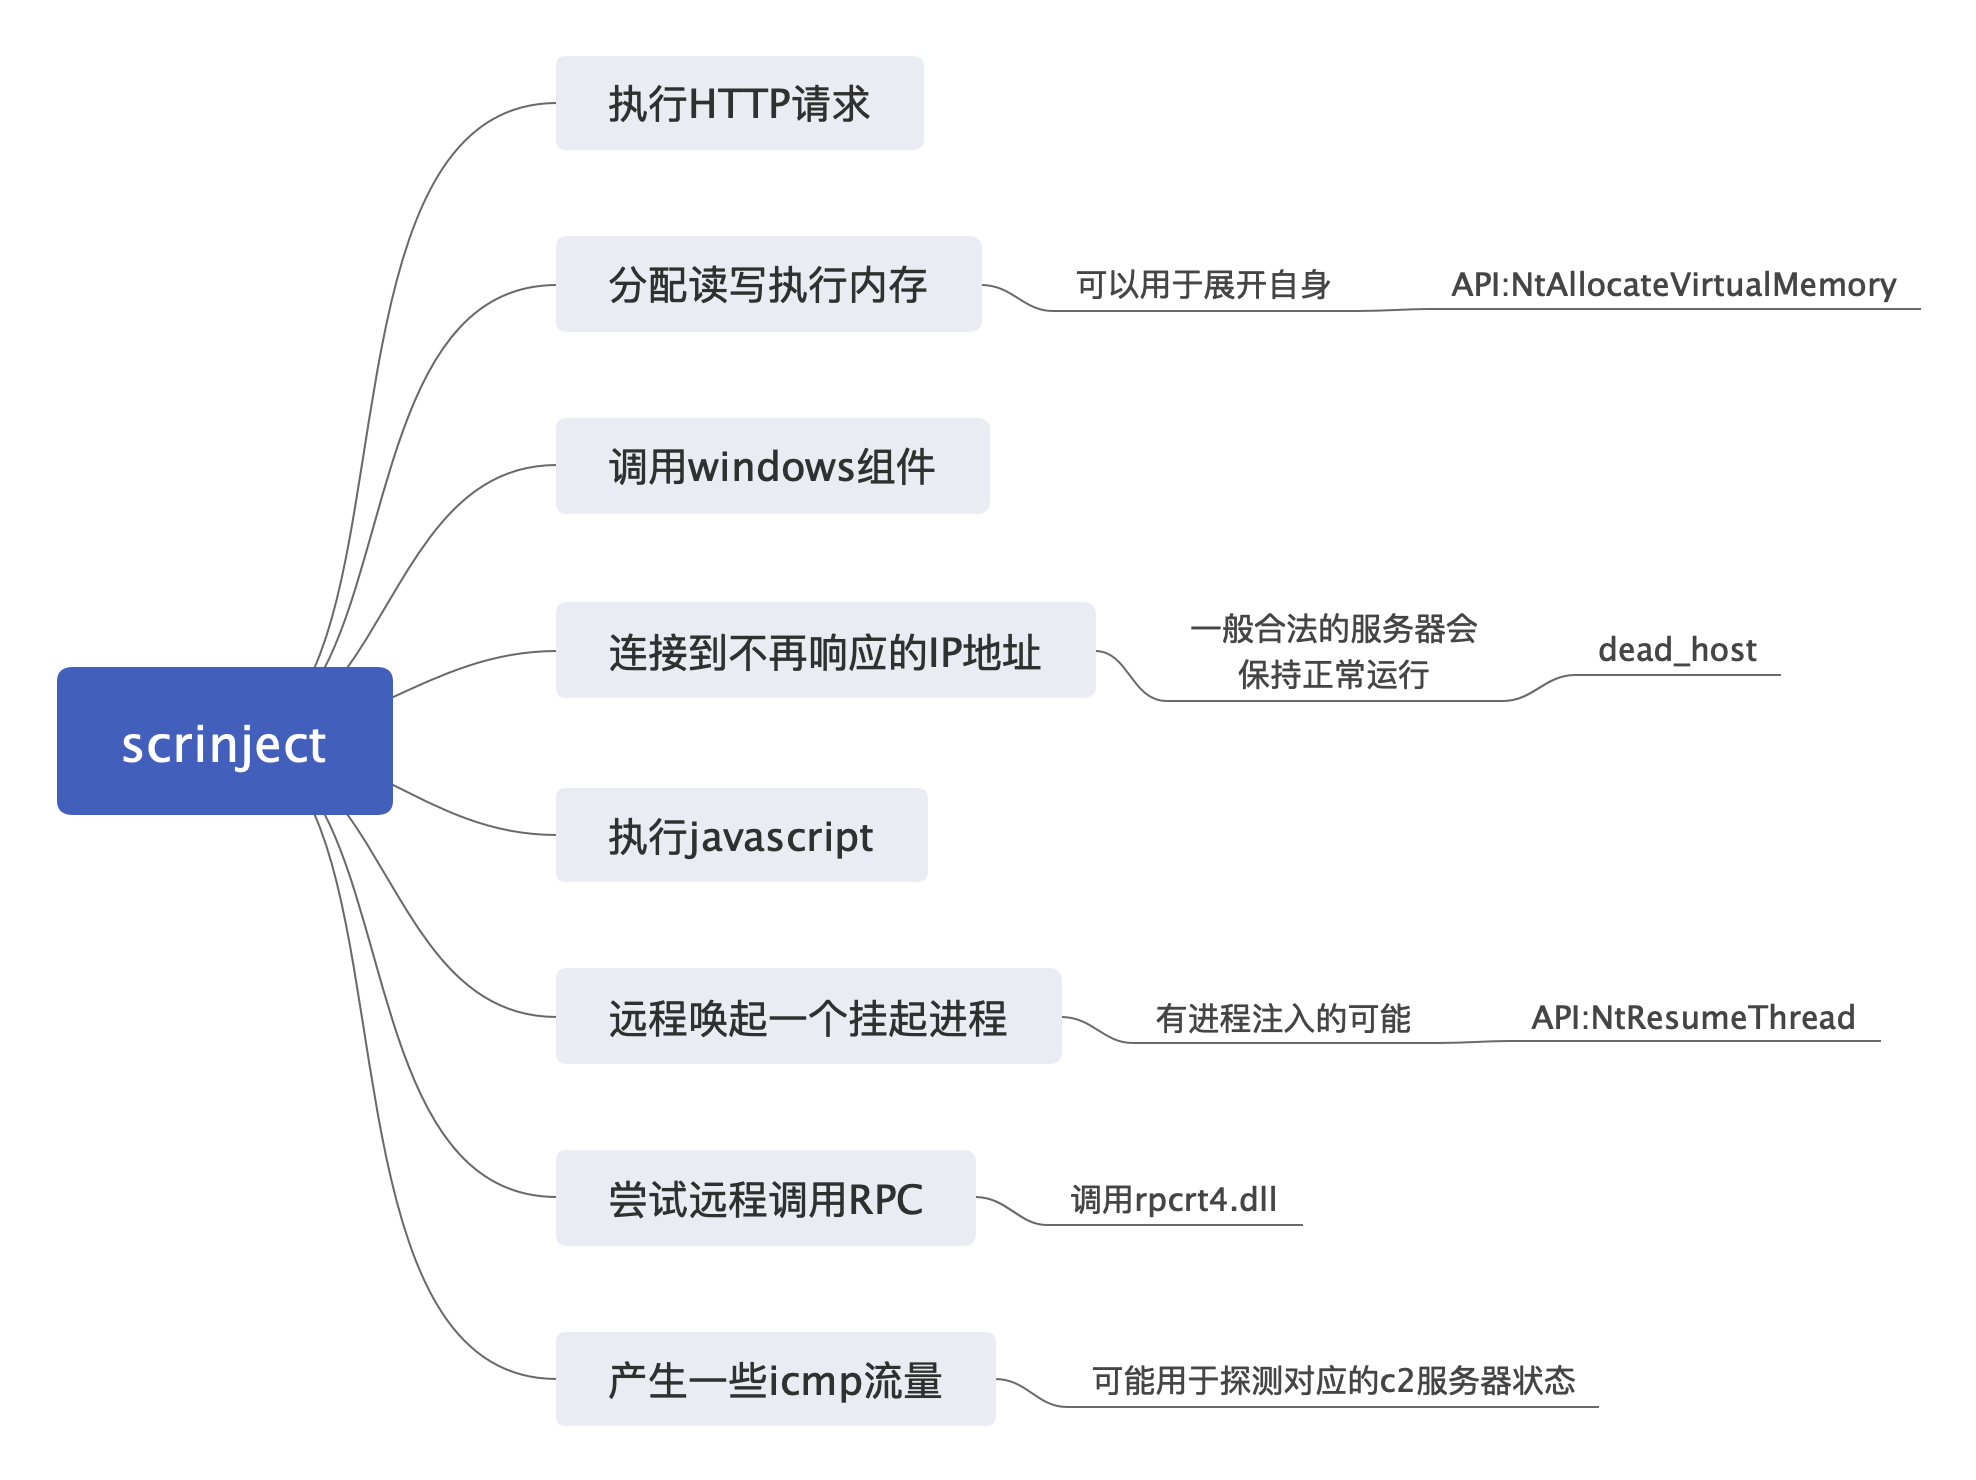 执行HTTP请求
分配读写执行内存
可以用于展开自身
API:NtAllocateVirtualMemory
调用windows组件
连接到不再响应的IP地址
一般合法的服务器会
保持正常运行
dead_host
scrinject
执行javascript
远程唤起一个挂起进程
有进程注入的可能
API:NtResumeThread
尝试远程调用RPC
调用rpcrt4.dll
产生一些icmp流量
可能用于探测对应的c2服务器状态